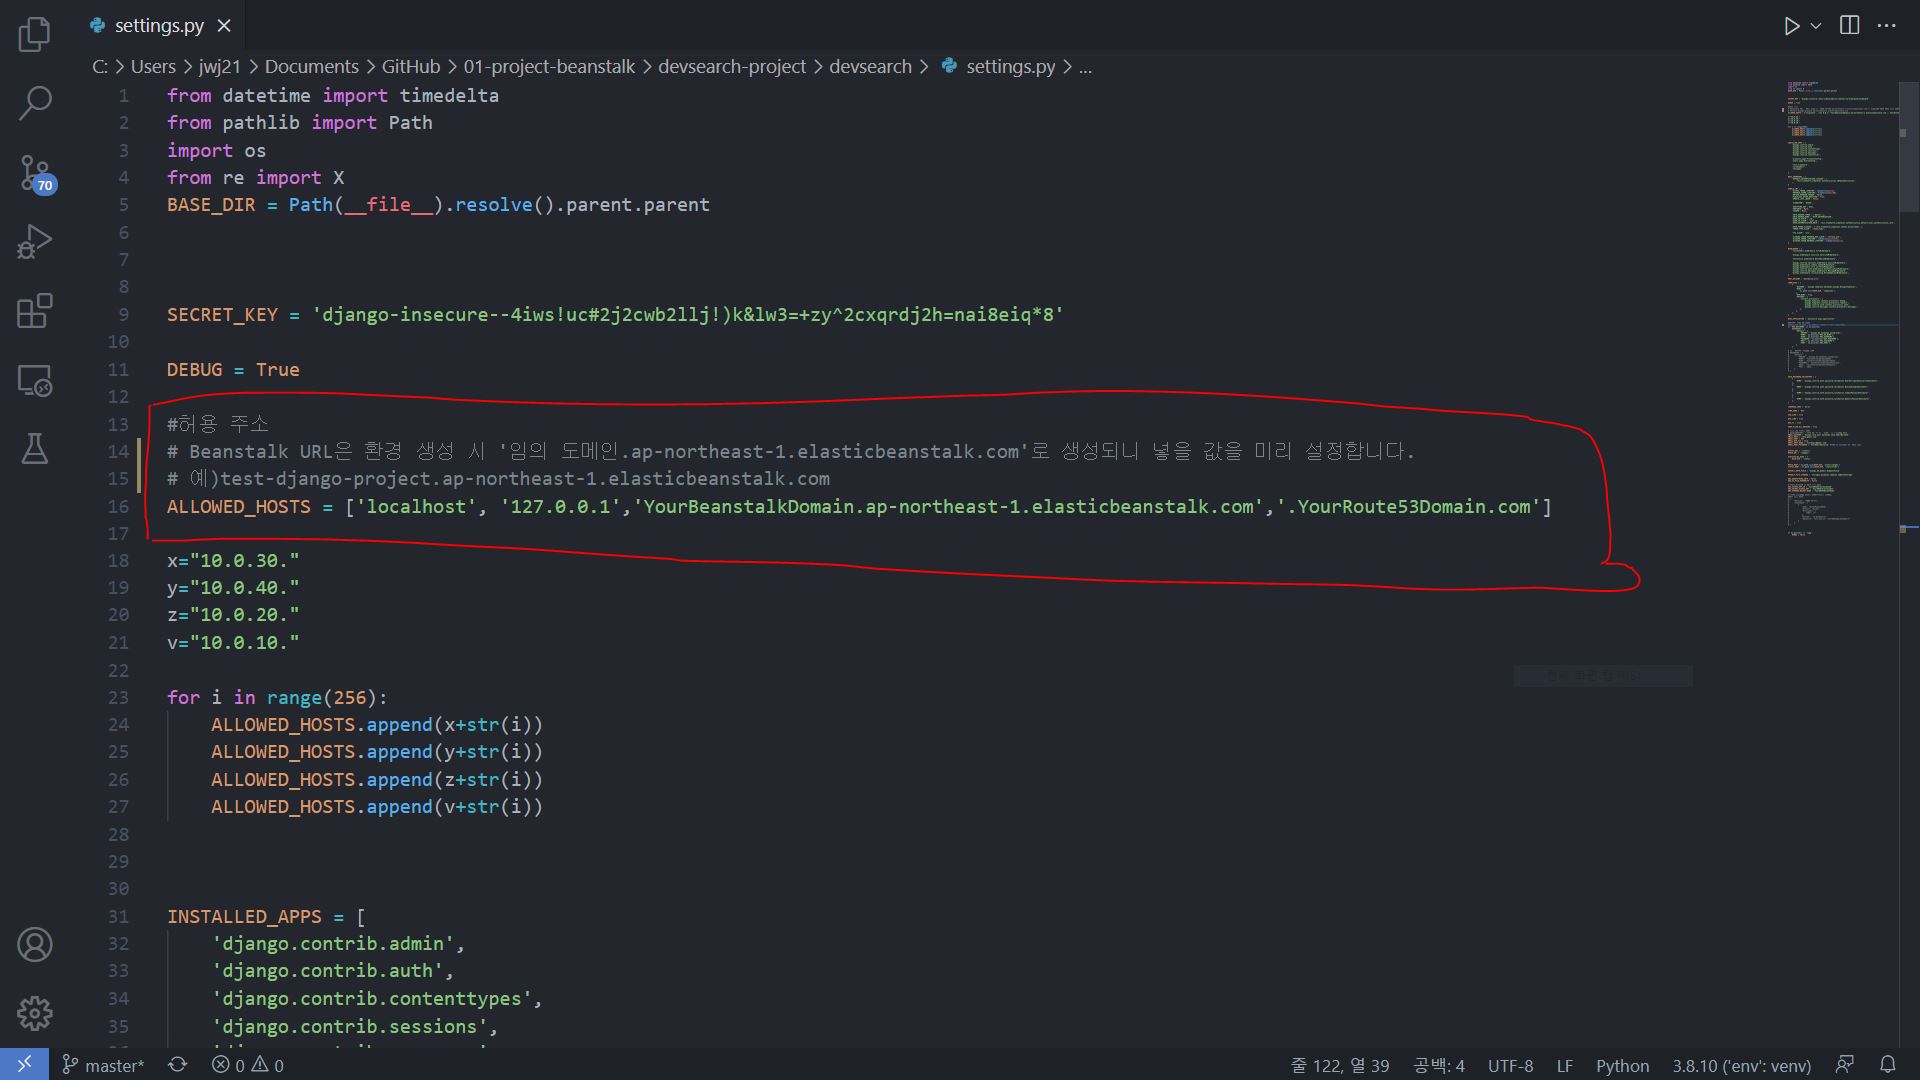 settings.py
C: > Users > jwj21 > Documents > GitHub > 01-project-beanstalk > devsearch-project > devsearch > settings.py > ...
1 from datetime import timedelta
2 from pathlib import Path
3 import os
4 from re import X
5 BASE_DIR = Path(__file__).resolve().parent.parent
6
7
8
9 SECRET_KEY = 'django-insecure--4iws!uc#2j2cwb2llj!)k&lw3=+zy^2cxqrdj2h=nai8eiq*8'
10
11 DEBUG = True
12
13 #허용 주소
14 # Beanstalk URL은 환경 생성 시 '임의 도메인.ap-northeast-1.elasticbeanstalk.com'로 생성되니 넣을 값을 미리 설정합니다.
15 # 예)test-django-project.ap-northeast-1.elasticbeanstalk.com
16 ALLOWED_HOSTS = ['localhost', '127.0.0.1','YourBeanstalkDomain.ap-northeast-1.elasticbeanstalk.com','.YourRoute53Domain.com']
17
18 x="10.0.30."
19 y="10.0.40."
20 z="10.0.20."
21 v="10.0.10."
22
23 for i in range(256):
24 ALLOWED_HOSTS.append(x+str(i))
25 ALLOWED_HOSTS.append(y+str(i))
26 ALLOWED_HOSTS.append(z+str(i))
27 ALLOWED_HOSTS.append(v+str(i))
28
29
30
31 INSTALLED_APPS = [
32 'django.contrib.admin',
33 'django.contrib.auth',
34 'django.contrib.contenttypes',
35 'django.contrib.sessions',
70
master* 0 0 줄 122, 열 39 공백: 4 UTF-8 LF Python 3.8.10 ('env': venv)